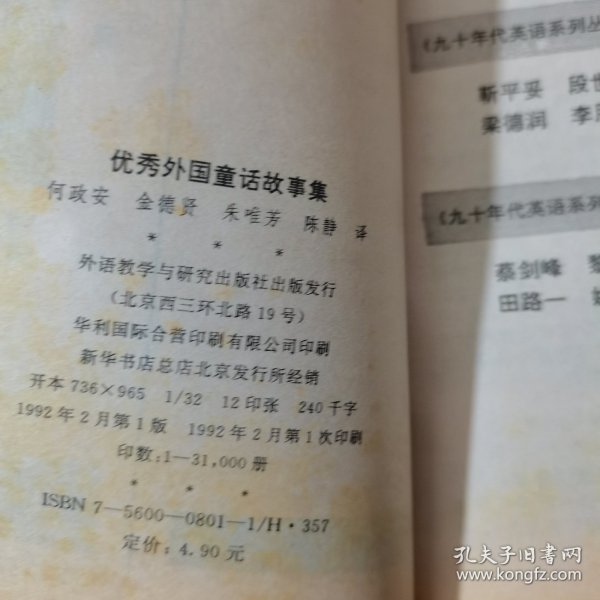 优秀外国童话故事集
何政安 金德贤 朱唯芳 陈静 译
* * *
外语教学与研究出版社出版发行
（北京西三环北路19号）
华利国际合营印刷有限公司印刷
新华书店总店北京发行所经销
开本736×965 1/32 12印张 240千字
1992年2月第1版 1992年2月第1次印刷
印数:1—31,000册
* * *
ISBN 7—5600—0801—1/H·357
定价: 4.90元
《九十年代英语系列丛
靳平妥 段世
梁德润 李
《九十年代英语系列
蔡剑峰
田路一
孔夫子旧书网
www.kongfz.com